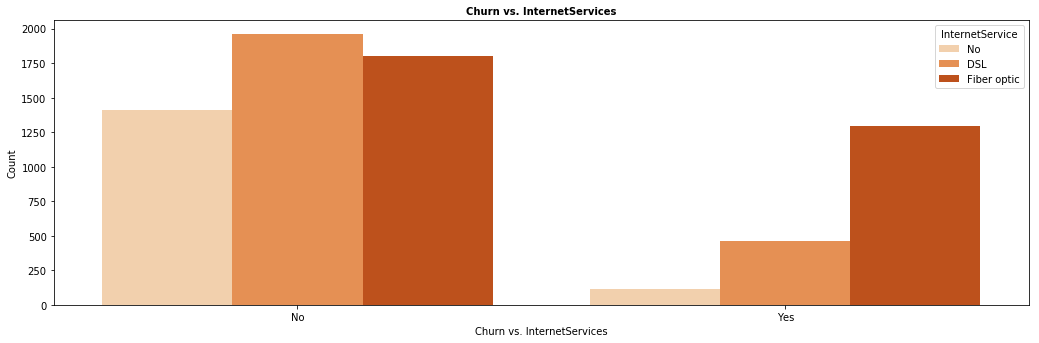 Churn vs. InternetServices
2000
1750
1500
1250
1000
750
500
250
0
Count
InternetService
No
DSL
Fiber optic
No
Yes
Churn vs. InternetServices